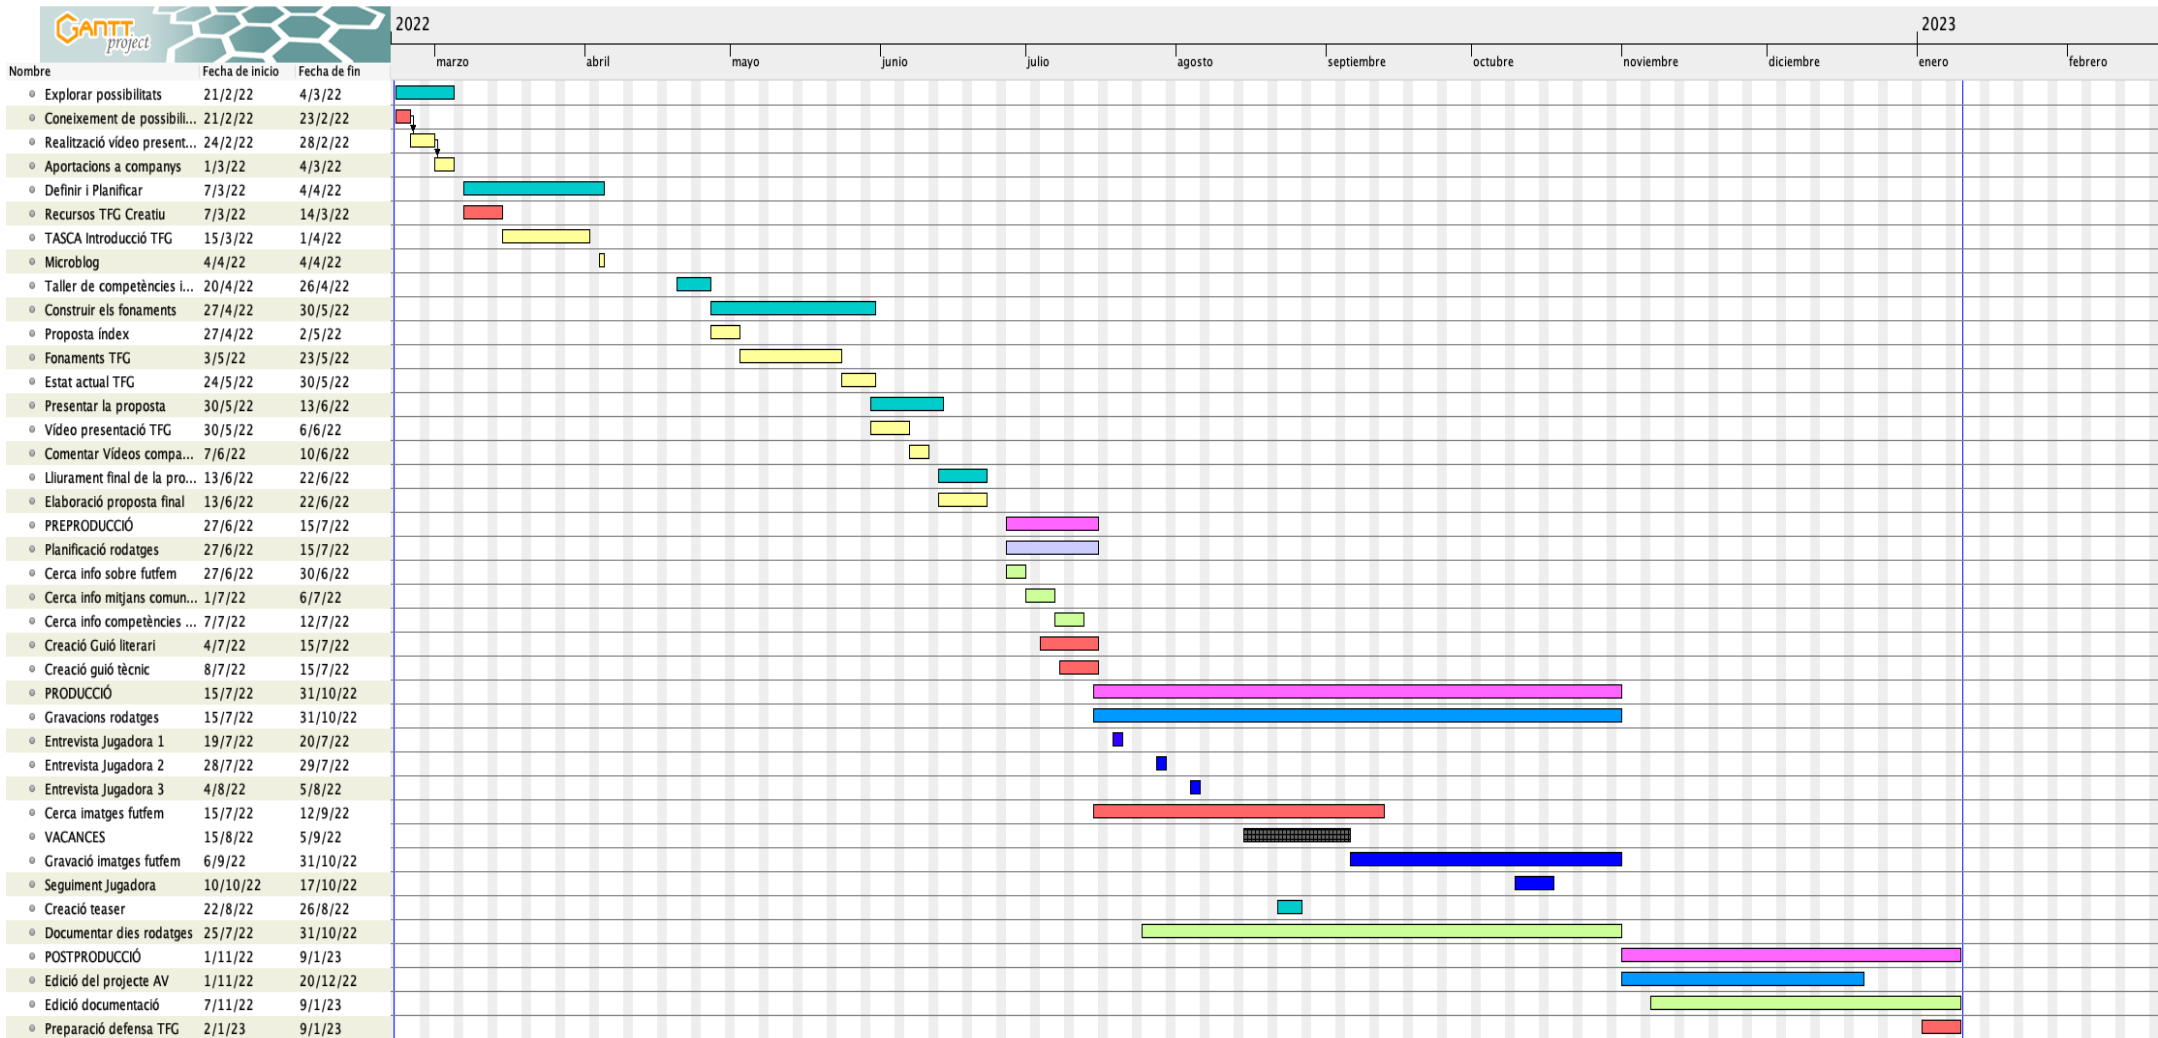 GANTT
project
2022 2023
marzo abril mayo junio julio agosto septiembre octubre noviembre diciembre enero febrero
Nombre Fecha de inicio Fecha de fin
Explorar possibilitats 21/2/22 4/3/22
Coneixement de possibili... 21/2/22 23/2/22
Realització vídeo present... 24/2/22 28/2/22
Aportacions a companys 1/3/22 4/3/22
Definir i Planificar 7/3/22 4/4/22
Recursos TFG Creatiu 7/3/22 14/3/22
TASCA Introducció TFG 15/3/22 1/4/22
Microblog 4/4/22 4/4/22
Taller de competències i... 20/4/22 26/4/22
Construir els fonaments 27/4/22 30/5/22
Proposta índex 27/4/22 2/5/22
Fonaments TFG 3/5/22 23/5/22
Estat actual TFG 24/5/22 30/5/22
Presentar la proposta 30/5/22 13/6/22
Vídeo presentació TFG 30/5/22 6/6/22
Comentar Vídeos compa... 7/6/22 10/6/22
Lliurament final de la pro... 13/6/22 22/6/22
Elaboració proposta final 13/6/22 22/6/22
PREPRODUCCIÓ 27/6/22 15/7/22
Planificació rodatges 27/6/22 15/7/22
Cerca info sobre futfem 27/6/22 30/6/22
Cerca info mitjans comun... 1/7/22 6/7/22
Cerca info competències ... 7/7/22 12/7/22
Creació Guió literari 4/7/22 15/7/22
Creació guió tècnic 8/7/22 15/7/22
PRODUCCIÓ 15/7/22 31/10/22
Gravacions rodatges 15/7/22 31/10/22
Entrevista Jugadora 1 19/7/22 20/7/22
Entrevista Jugadora 2 28/7/22 29/7/22
Entrevista Jugadora 3 4/8/22 5/8/22
Cerca imatges futfem 15/7/22 12/9/22
VACANCES 15/8/22 5/9/22
Gravació imatges futfem 6/9/22 31/10/22
Seguiment Jugadora 10/10/22 17/10/22
Creació teaser 22/8/22 26/8/22
Documentar dies rodatges 25/7/22 31/10/22
POSTPRODUCCIÓ 1/11/22 9/1/23
Edició del projecte AV 1/11/22 20/12/22
Edició documentació 7/11/22 9/1/23
Preparació defensa TFG 2/1/23 9/1/23